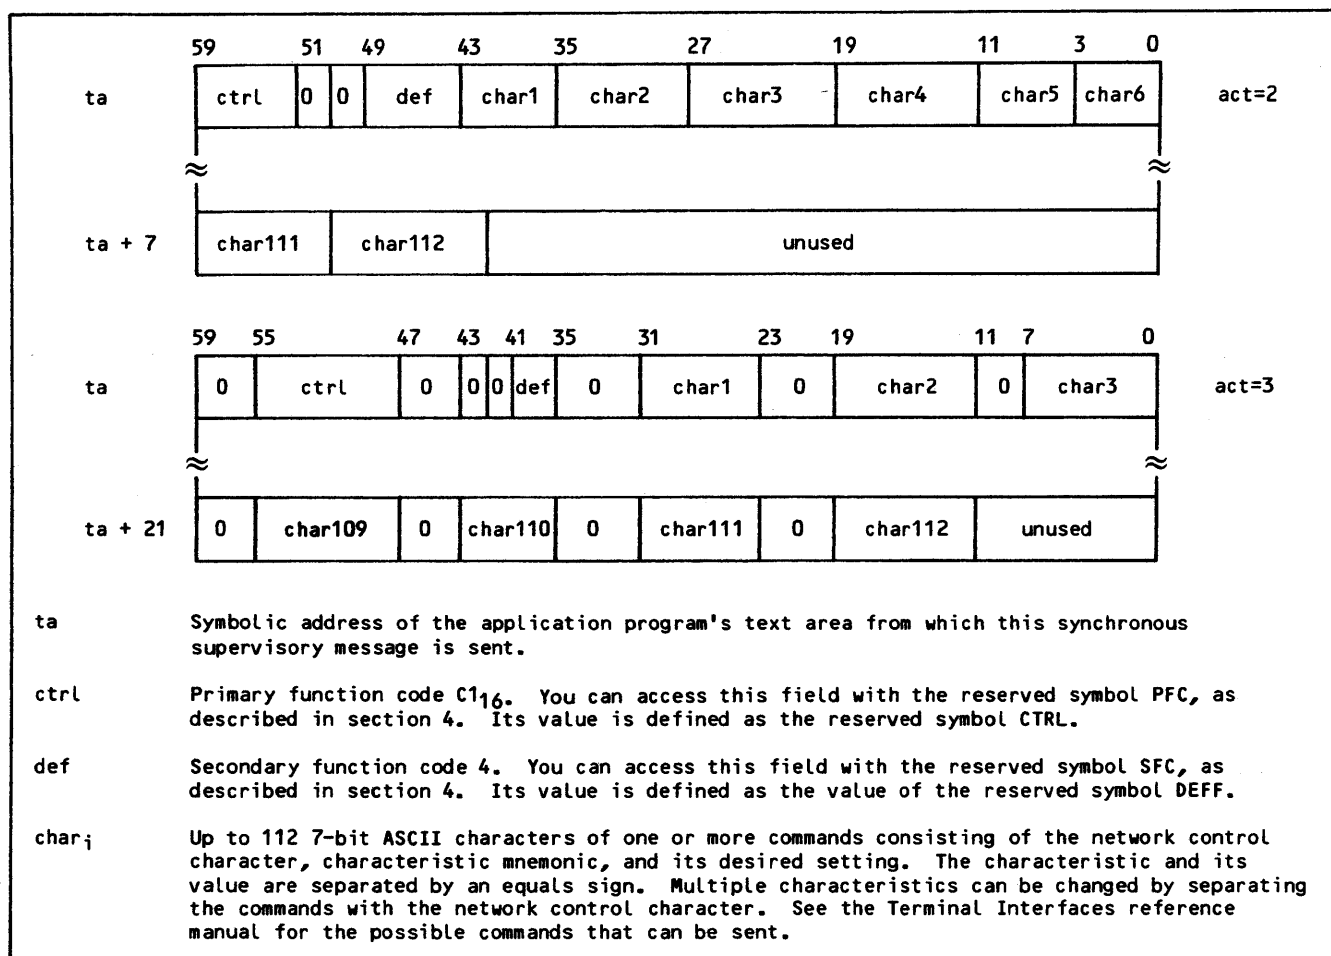 59 51 49 43 35 27 19 11 3 0
ta ctrl 0 0 def char1 char2 char3 char4 char5 char6 act=2
≈ ≈
ta + 7 char111 char112 unused
59 55 47 43 41 35 31 23 19 11 7 0
ta 0 ctrl 0 0 0 def 0 char1 0 char2 0 char3 act=3
≈ ≈
ta + 21 0 char109 0 char110 0 char111 0 char112 unused
ta Symbolic address of the application program's text area from which this synchronous
supervisory message is sent.
ctrl Primary function code C1₁₆. You can access this field with the reserved symbol PFC, as
described in section 4. Its value is defined as the reserved symbol CTRL.
def Secondary function code 4. You can access this field with the reserved symbol SFC, as
described in section 4. Its value is defined as the value of the reserved symbol DEFF.
charᵢ Up to 112 7-bit ASCII characters of one or more commands consisting of the network control
character, characteristic mnemonic, and its desired setting. The characteristic and its
value are separated by an equals sign. Multiple characteristics can be changed by separating
the commands with the network control character. See the Terminal Interfaces reference
manual for the possible commands that can be sent.